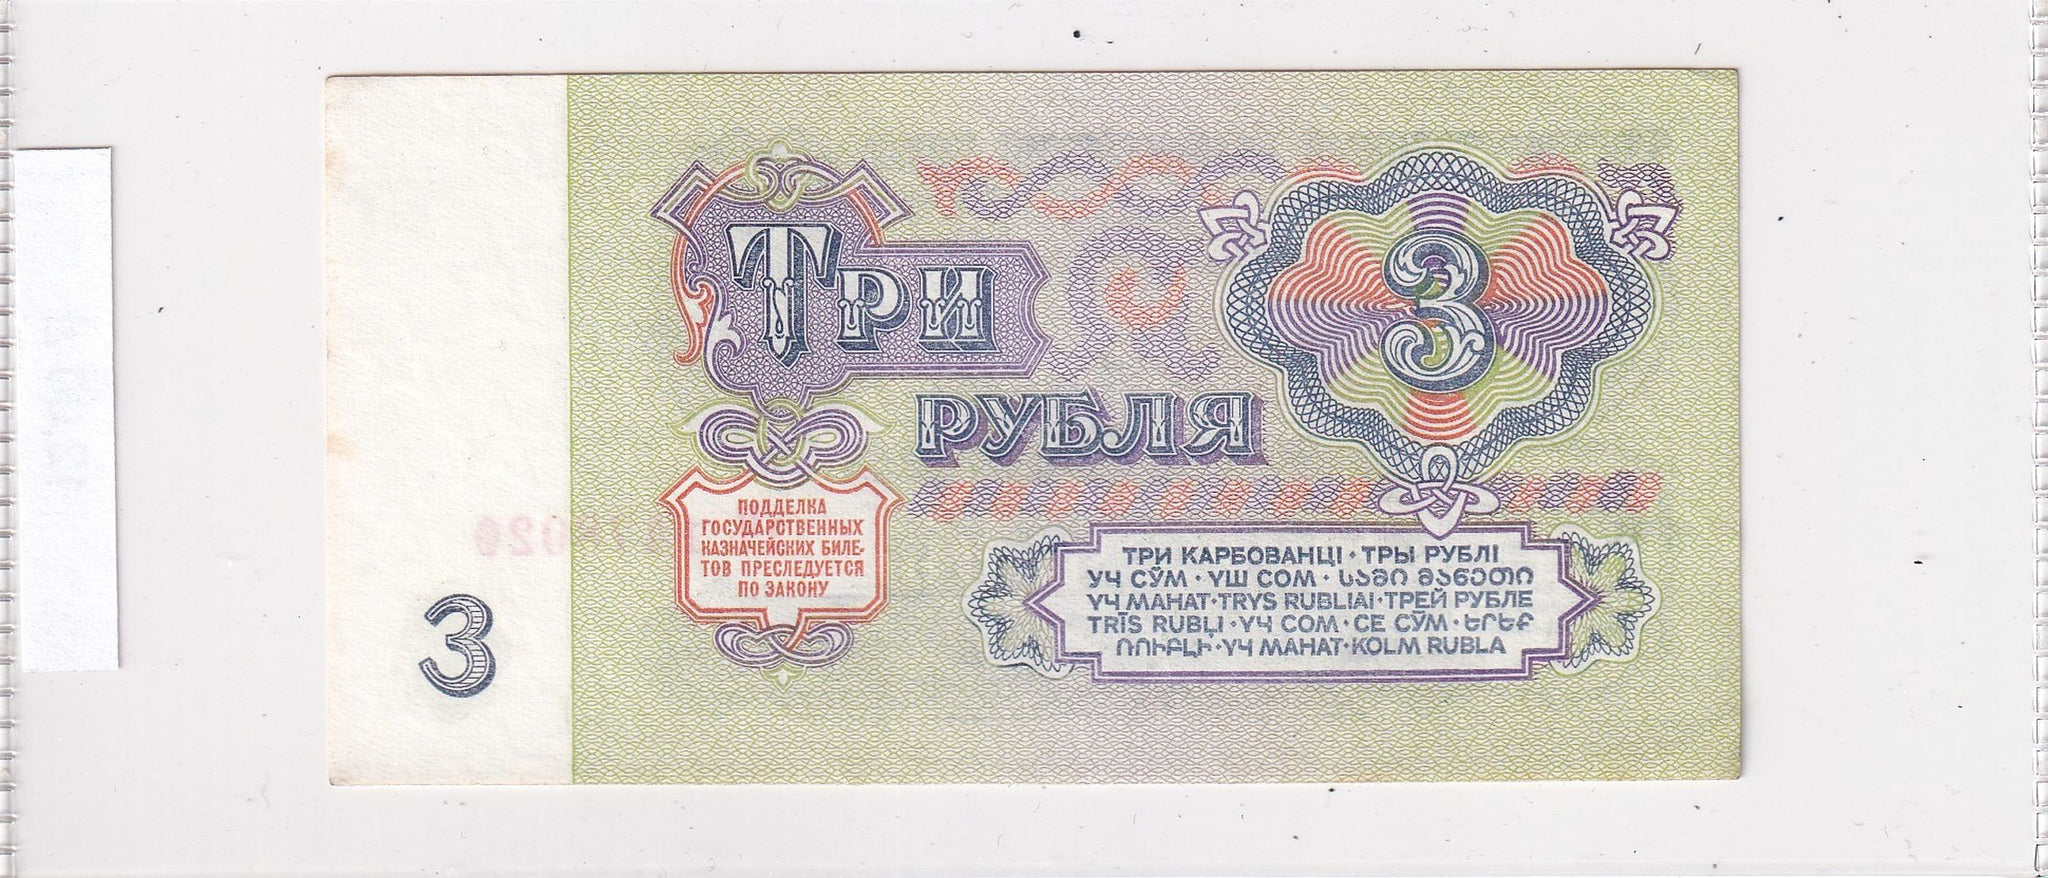 ТРИ
РУБЛЯ
3
ПОДДЕЛКА
ГОСУДАРСТВЕННЫХ
КАЗНАЧЕЙСКИХ БИЛЕ-
ТОВ ПРЕСЛЕДУЕТСЯ
ПО ЗАКОНУ
3
ТРИ КАРБОВАНЦІ · ТРЫ РУБЛІ
УЧ СЎМ · ҮШ СОМ · ᲡᲐᲛᲘ ᲛᲐᲜᲔᲗᲘ
ҮЧ МАНАТ · TRYS RUBLIAI · ТРЕЙ РУБЛЕ
TRĪS RUBĻI · ҮЧ СОМ · СЕ СӮМ · ԵՐԵՔ
ՌՈՒԲԼԻ · ҮЧ МАНАТ · KOLM RUBLA